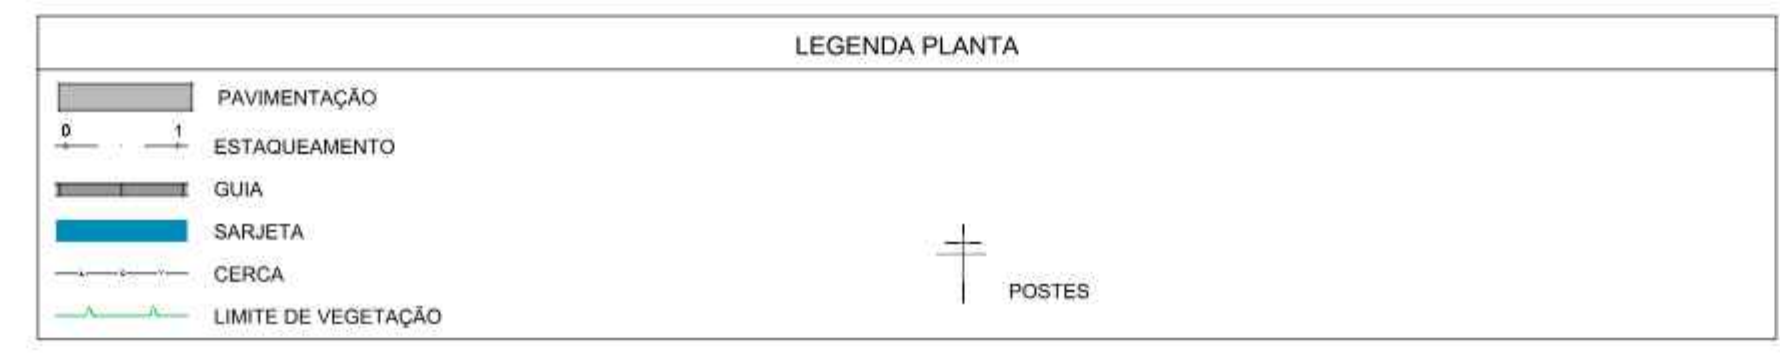 LEGENDA PLANTA
PAVIMENTAÇÃO
0 1
ESTAQUEAMENTO
GUIA
SARJETA
CERCA
POSTES
LIMITE DE VEGETAÇÃO